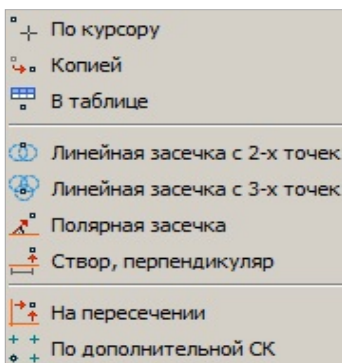 По курсору
Копией
В таблице
Линейная засечка с 2-х точек
Линейная засечка с 3-х точек
Полярная засечка
Створ, перпендикуляр
На пересечении
По дополнительной СК